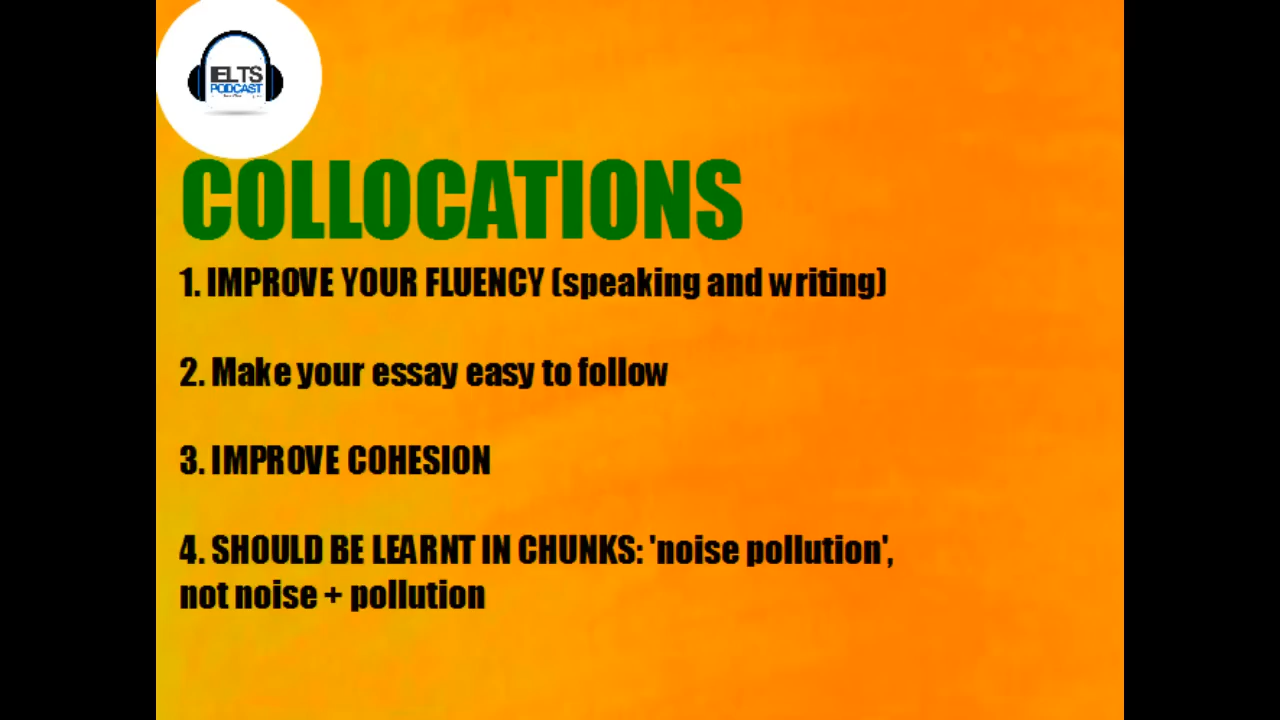 IELTS
PODCAST
COLLOCATIONS
1. IMPROVE YOUR FLUENCY (speaking and writing)
2. Make your essay easy to follow
3. IMPROVE COHESION
4. SHOULD BE LEARNT IN CHUNKS: 'noise pollution',
not noise + pollution